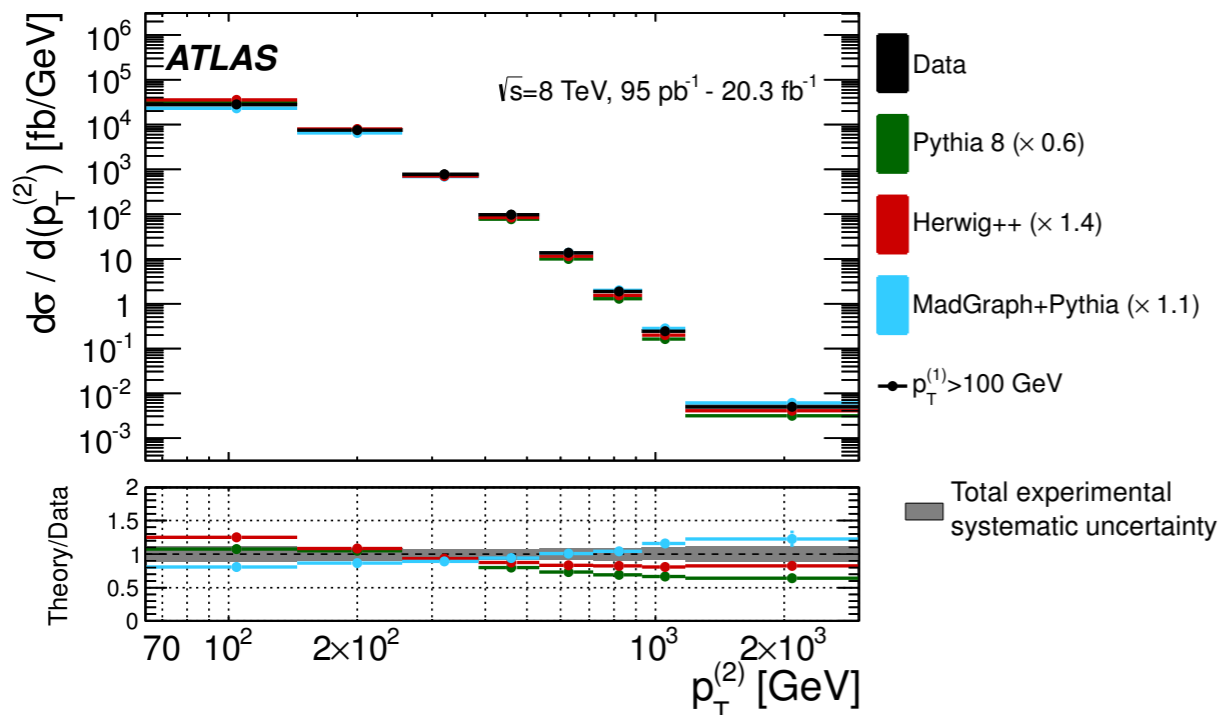 ATLAS
√s=8 TeV, 95 pb⁻¹ - 20.3 fb⁻¹
dσ / d(p_T^(2)) [fb/GeV]
10⁶
10⁵
10⁴
10³
10²
10
1
10⁻¹
10⁻²
10⁻³
Data
Pythia 8 (× 0.6)
Herwig++ (× 1.4)
MadGraph+Pythia (× 1.1)
p_T^(1)>100 GeV
Total experimental
systematic uncertainty
Theory/Data
2
1.5
1
0.5
0
70 10² 2×10² 10³ 2×10³
p_T^(2) [GeV]